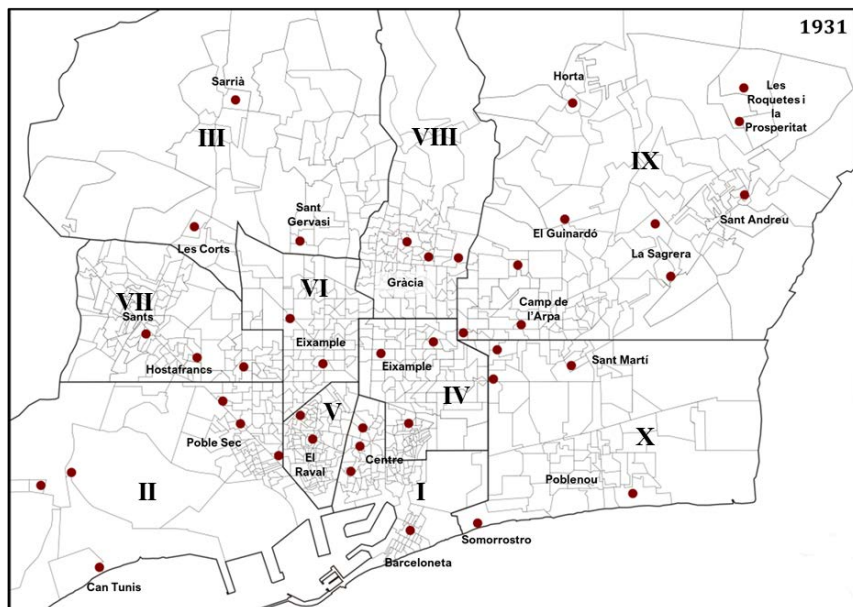 1931
Sarrià
Horta
Les
Roquetes i
la
Prosperitat
III
VIII
IX
Sant
Gervasi
Les Corts
El Guinardó
Sant Andreu
La Sagrera
Gràcia
VI
VII
Sants
Camp de
l'Arpa
Eixample
Eixample
Hostafrancs
Sant Martí
IV
V
Poble Sec
El
Raval
Centre
X
II
I
Poblenou
Somorrostro
Barceloneta
Can Tunis